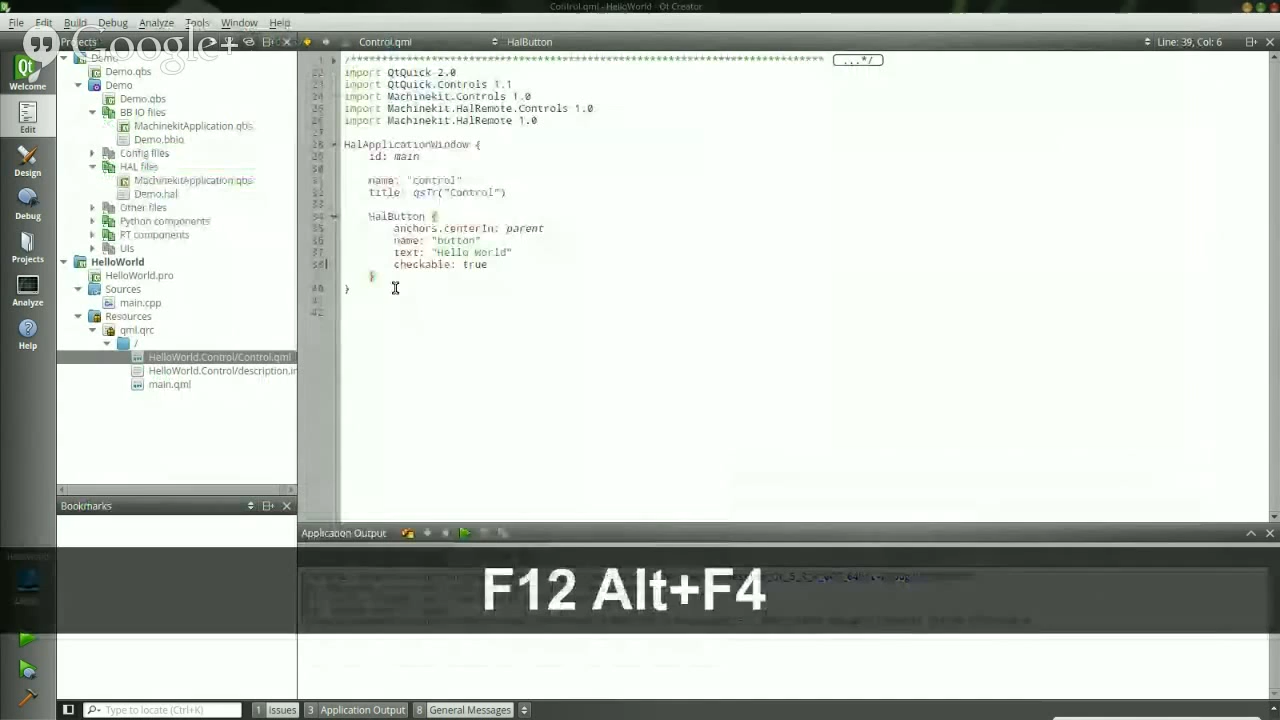 Control.qml - HelloWorld - Qt Creator
File Edit Build Debug Analyze Tools Window Help
Google+
Projects
Control.qml
HalButton
Line: 39, Col: 6
Welcome
Edit
Design
Debug
Projects
Analyze
Help
Demo
Demo.qbs
Demo
Demo.qbs
BB IO files
MachinekitApplication.qbs
Demo.bbio
Config files
HAL files
MachinekitApplication.qbs
Demo.hal
Other files
Python components
RT components
UIs
HelloWorld
HelloWorld.pro
Sources
main.cpp
Resources
qml.qrc
/
HelloWorld.Control/Control.qml
HelloWorld.Control/description.in
main.qml
/******************************************************************************* ...*/
import QtQuick 2.0
import QtQuick.Controls 1.1
import Machinekit.Controls 1.0
import Machinekit.HalRemote.Controls 1.0
import Machinekit.HalRemote 1.0
HalApplicationWindow {
id: main
name: "control"
title: qsTr("Control")
HalButton {
anchors.centerIn: parent
name: "button"
text: "Hello World"
checkable: true
}
}
Bookmarks
Application Output
F12 Alt+F4
Type to locate (Ctrl+K)
1 Issues
3 Application Output
8 General Messages